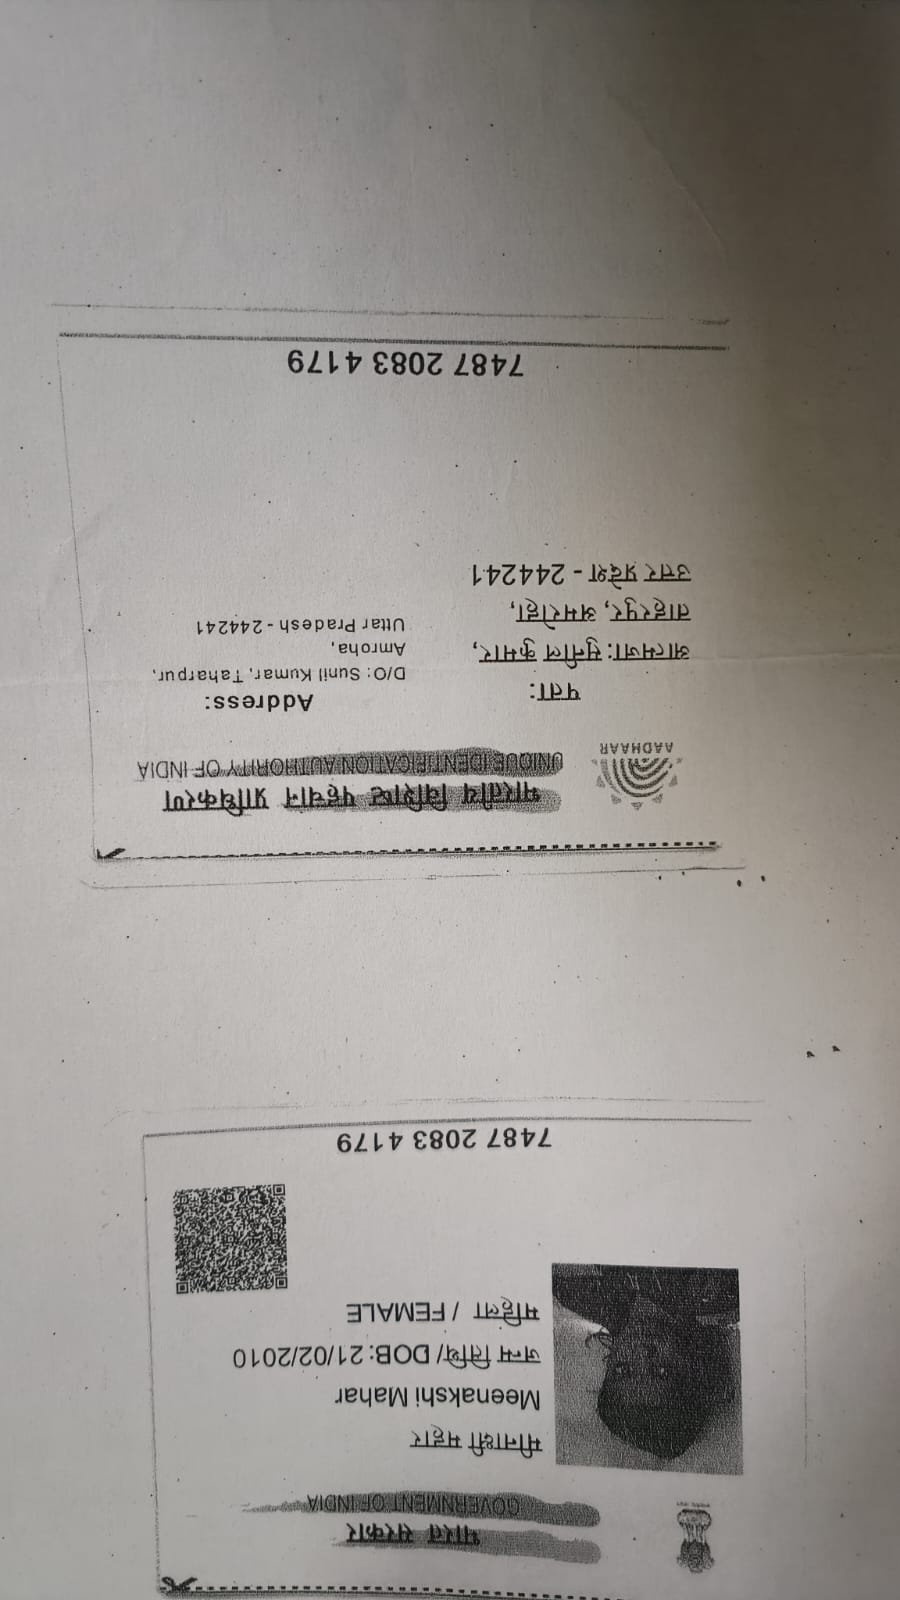 भारत सरकार
GOVERNMENT OF INDIA
मीनाक्षी महार
Meenakshi Mahar
जन्म तिथि/ DOB: 21/02/2010
महिला / FEMALE
7487 2083 4179
भारतीय विशिष्ट पहचान प्राधिकरण
UNIQUE IDENTIFICATION AUTHORITY OF INDIA
AADHAAR
पता:
आत्मजा: सुनील कुमार,
ताहरपुर, अमरोहा,
उत्तर प्रदेश - 244241
Address:
D/O: Sunil Kumar, Taharpur,
Amroha,
Uttar Pradesh - 244241
7487 2083 4179